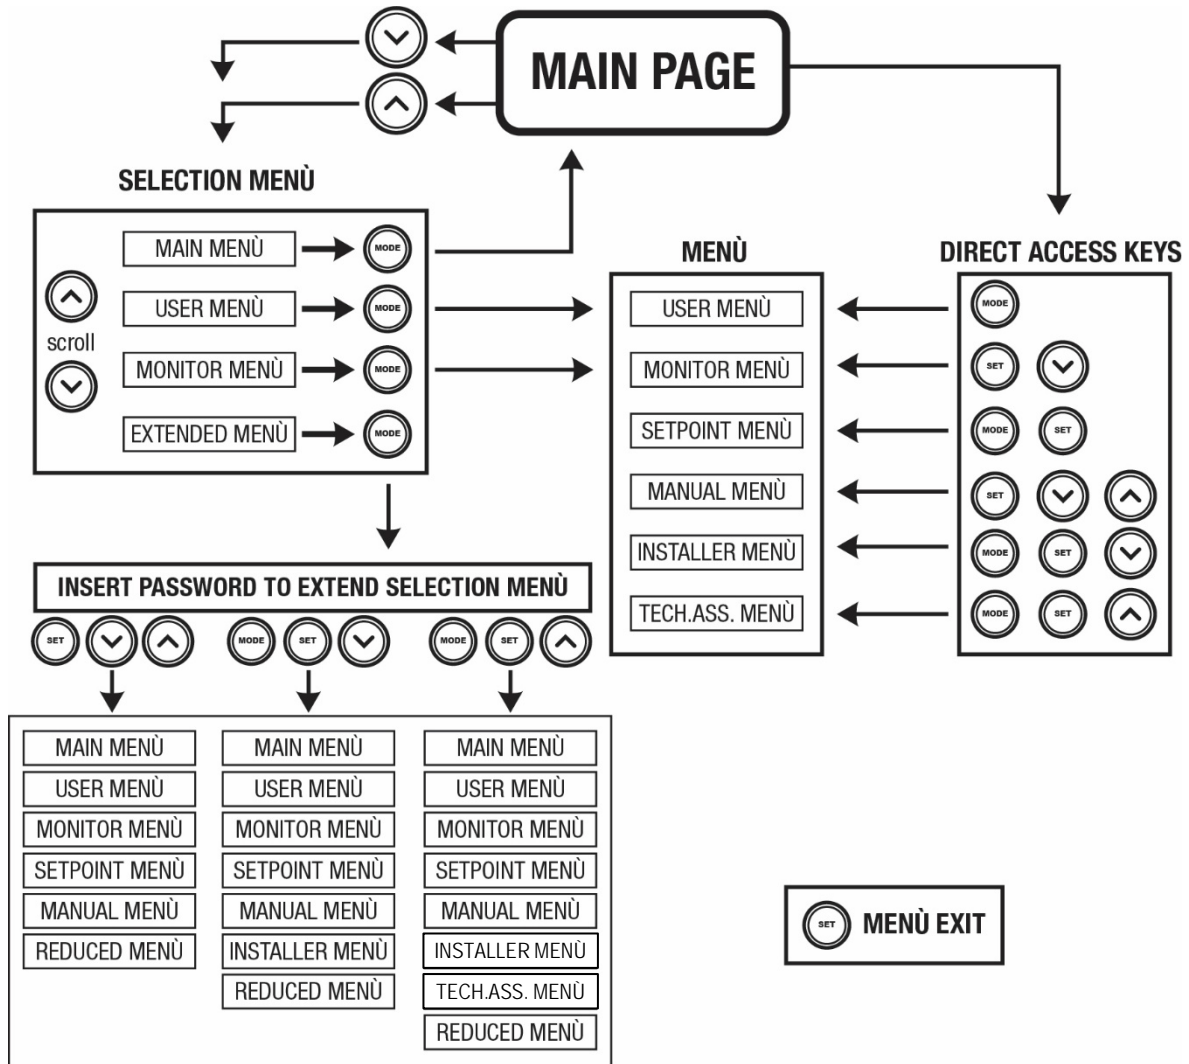 MAIN PAGE
SELECTION MENÙ
MAIN MENÙ
MODE
USER MENÙ
MODE
scroll
MONITOR MENÙ
MODE
EXTENDED MENÙ
MODE
MENÙ
USER MENÙ
MONITOR MENÙ
SETPOINT MENÙ
MANUAL MENÙ
INSTALLER MENÙ
TECH.ASS. MENÙ
DIRECT ACCESS KEYS
MODE
SET
MODE SET
SET
MODE SET
MODE SET
INSERT PASSWORD TO EXTEND SELECTION MENÙ
SET
MODE SET
MODE SET
MAIN MENÙ
USER MENÙ
MONITOR MENÙ
SETPOINT MENÙ
MANUAL MENÙ
REDUCED MENÙ
MAIN MENÙ
USER MENÙ
MONITOR MENÙ
SETPOINT MENÙ
MANUAL MENÙ
INSTALLER MENÙ
REDUCED MENÙ
MAIN MENÙ
USER MENÙ
MONITOR MENÙ
SETPOINT MENÙ
MANUAL MENÙ
INSTALLER MENÙ
TECH.ASS. MENÙ
REDUCED MENÙ
SET MENÙ EXIT